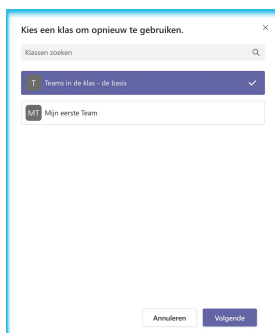 Kies een klas om opnieuw te gebruiken.
Klassen zoeken
T Teams in de klas - de basis
MT Mijn eerste Team
Annuleren Volgende